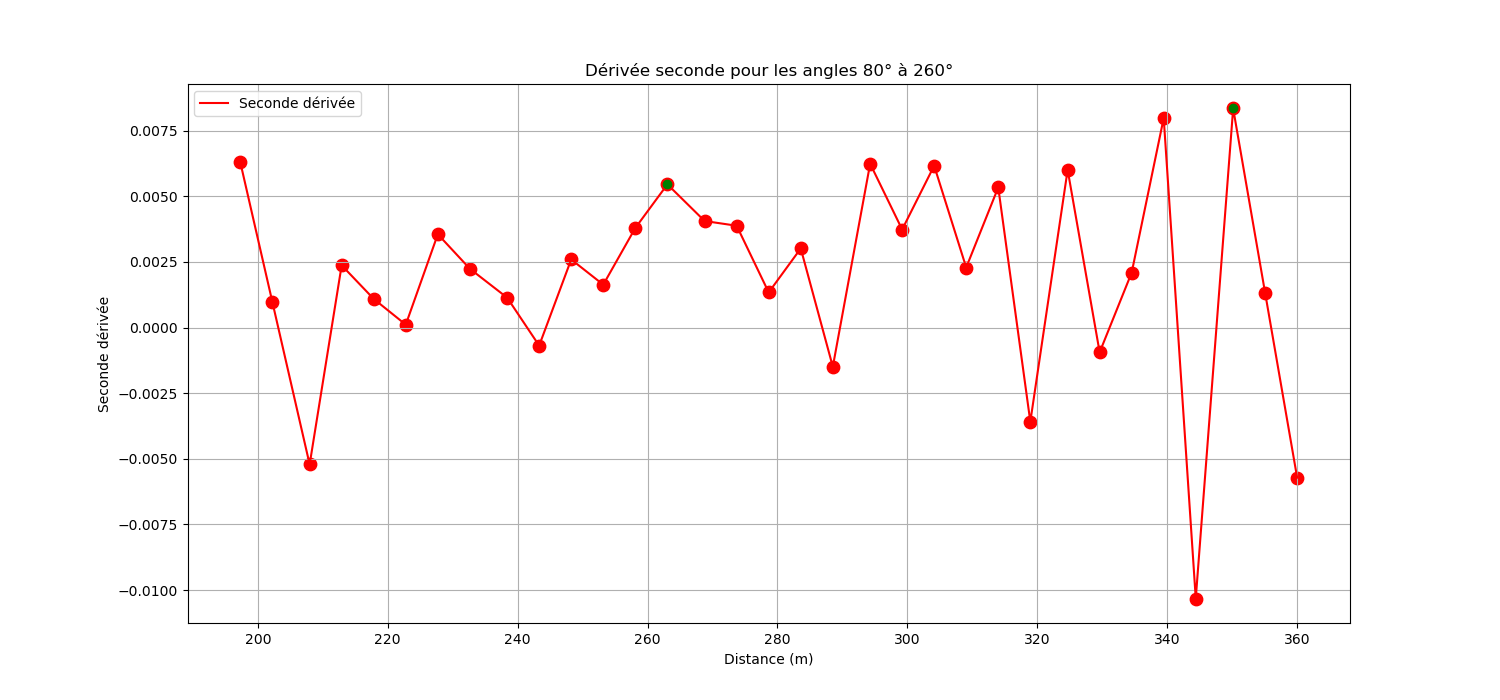 Dérivée seconde pour les angles 80° à 260°
Seconde dérivée
0.0075
0.0050
0.0025
0.0000
−0.0025
−0.0050
−0.0075
−0.0100
Seconde dérivée
200 220 240 260 280 300 320 340 360
Distance (m)